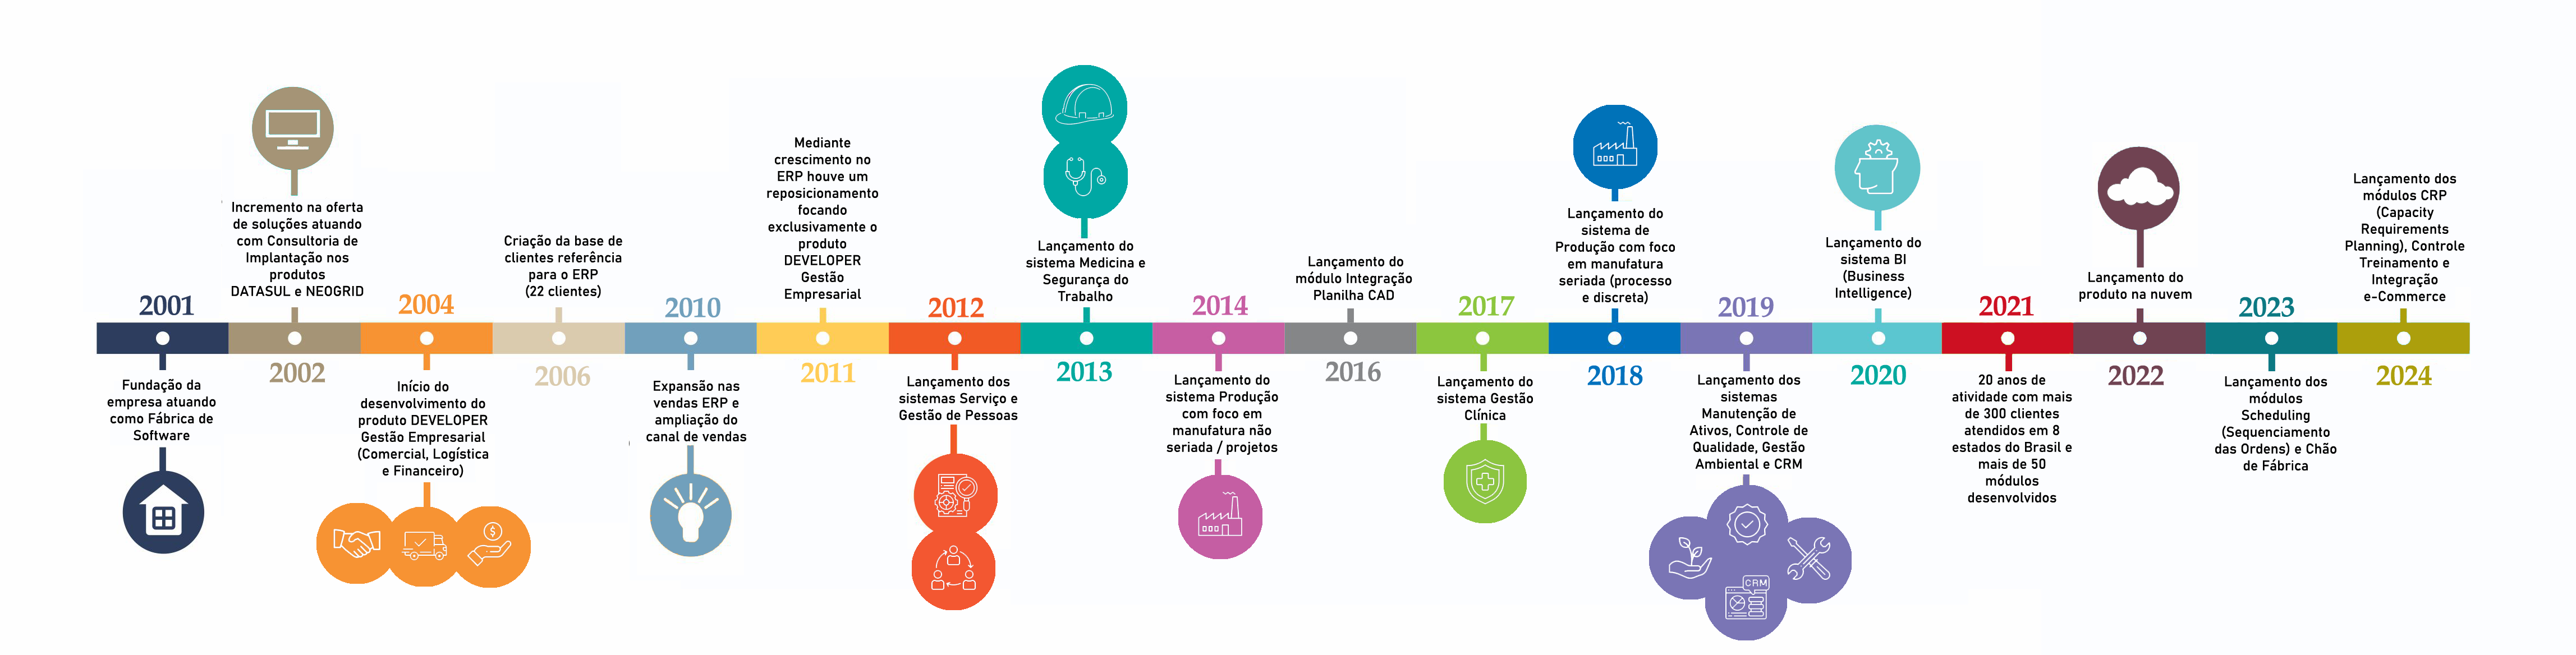 2001
Fundação da
empresa atuando
como Fábrica de
Software
Incremento na oferta
de soluções atuando
com Consultoria de
Implantação nos
produtos
DATASUL e NEOGRID
2002
2004
Início do
desenvolvimento do
produto DEVELOPER
Gestão Empresarial
(Comercial, Logística
e Financeiro)
Criação da base de
clientes referência
para o ERP
(22 clientes)
2006
2010
Expansão nas
vendas ERP e
ampliação do
canal de vendas
Mediante
crescimento no
ERP houve um
reposicionamento
focando
exclusivamente o
produto
DEVELOPER
Gestão
Empresarial
2011
2012
Lançamento dos
sistemas Serviço e
Gestão de Pessoas
Lançamento do
sistema Medicina e
Segurança do
Trabalho
2013
2014
Lançamento do
sistema Produção
com foco em
manufatura não
seriada / projetos
Lançamento do
módulo Integração
Planilha CAD
2016
2017
Lançamento do
sistema Gestão
Clínica
Lançamento do
sistema de
Produção com foco
em manufatura
seriada (processo
e discreta)
2018
2019
Lançamento dos
sistemas
Manutenção de
Ativos, Controle de
Qualidade, Gestão
Ambiental e CRM
CRM
Lançamento do
sistema BI
(Business
Intelligence)
2020
2021
20 anos de
atividade com mais
de 300 clientes
atendidos em 8
estados do Brasil e
mais de 50
módulos
desenvolvidos
Lançamento do
produto na nuvem
2022
2023
Lançamento dos
módulos
Scheduling
(Sequenciamento
das Ordens) e Chão
de Fábrica
Lançamento dos
módulos CRP
(Capacity
Requirements
Planning), Controle
Treinamento e
Integração
e-Commerce
2024